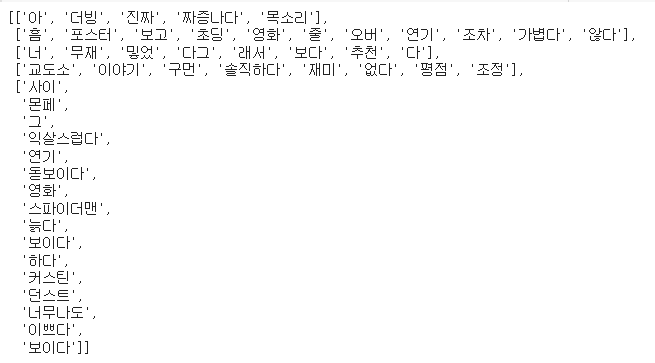 [['아', '더빙', '진짜', '짜증나다', '목소리'],
['흠', '포스터', '보고', '초딩', '영화', '줄', '오버', '연기', '조차', '가볍다', '않다'],
['너', '무재', '밓었', '다그', '래서', '보다', '추천', '다'],
['교도소', '이야기', '구먼', '솔직하다', '재미', '없다', '평점', '조정'],
['사이',
'몬페',
'그',
'익살스럽다',
'연기',
'돋보이다',
'영화',
'스파이더맨',
'늙다',
'보이다',
'하다',
'커스틴',
'던스트',
'너무나도',
'이쁘다',
'보이다']]